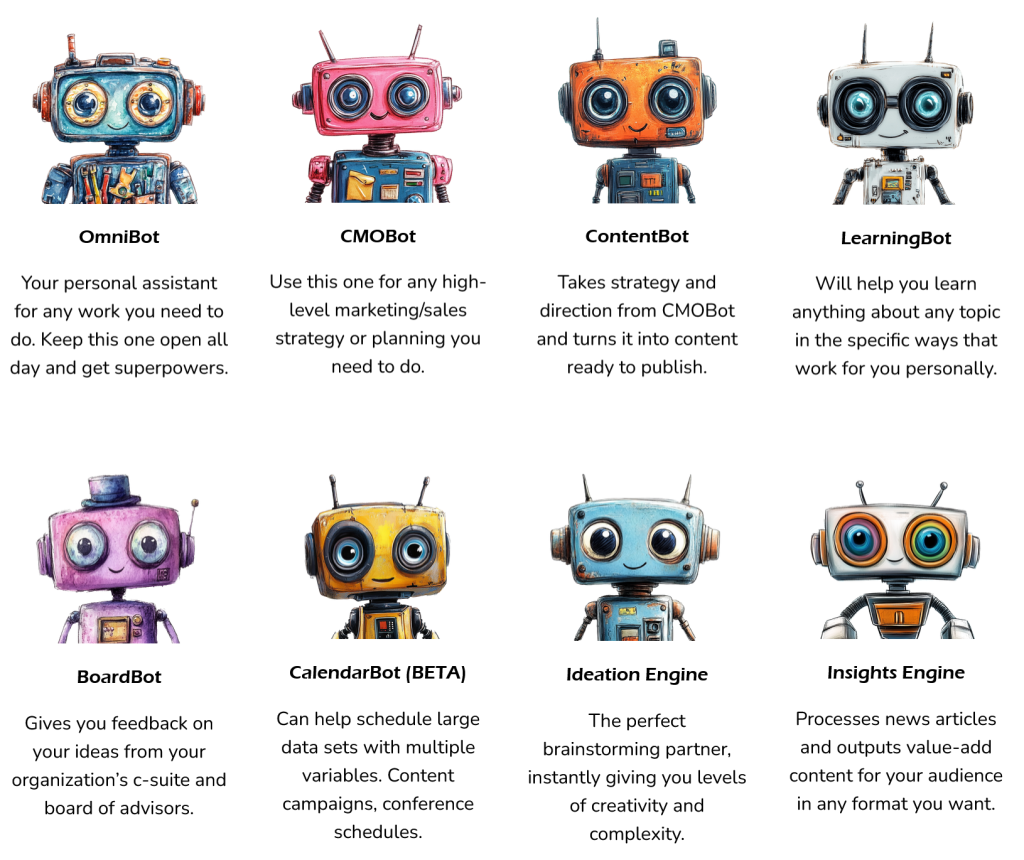 OmniBot
Your personal assistant
for any work you need to
do. Keep this one open all
day and get superpowers.
CMOBot
Use this one for any high-
level marketing/sales
strategy or planning you
need to do.
ContentBot
Takes strategy and
direction from CMOBot
and turns it into content
ready to publish.
LearningBot
Will help you learn
anything about any topic
in the specific ways that
work for you personally.
BoardBot
Gives you feedback on
your ideas from your
organization's c-suite and
board of advisors.
CalendarBot (BETA)
Can help schedule large
data sets with multiple
variables. Content
campaigns, conference
schedules.
Ideation Engine
The perfect
brainstorming partner,
instantly giving you levels
of creativity and
complexity.
Insights Engine
Processes news articles
and outputs value-add
content for your audience
in any format you want.